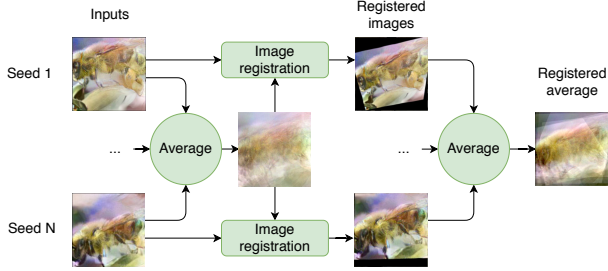 Inputs
Registered
images
Seed 1
Image
registration
Registered
average
...
Average
...
Average
Seed N
Image
registration